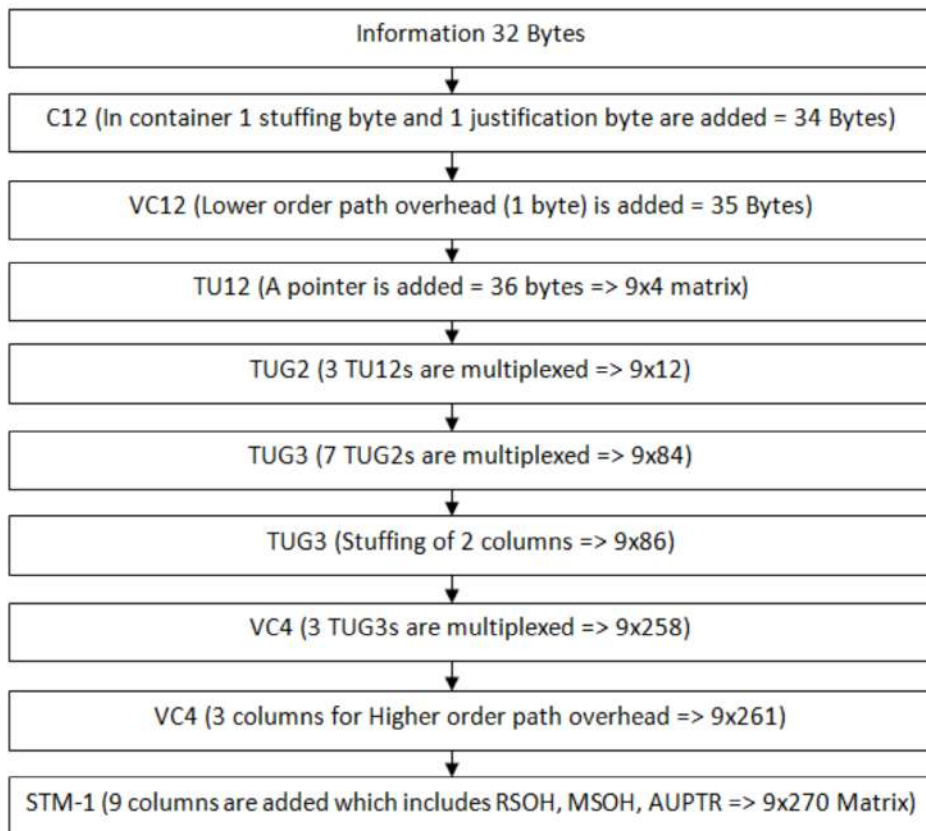 Information 32 Bytes
C12 (In container 1 stuffing byte and 1 justification byte are added = 34 Bytes)
VC12 (Lower order path overhead (1 byte) is added = 35 Bytes)
TU12 (A pointer is added = 36 bytes => 9x4 matrix)
TUG2 (3 TU12s are multiplexed => 9x12)
TUG3 (7 TUG2s are multiplexed => 9x84)
TUG3 (Stuffing of 2 columns => 9x86)
VC4 (3 TUG3s are multiplexed => 9x258)
VC4 (3 columns for Higher order path overhead => 9x261)
STM-1 (9 columns are added which includes RSOH, MSOH, AUPTR => 9x270 Matrix)